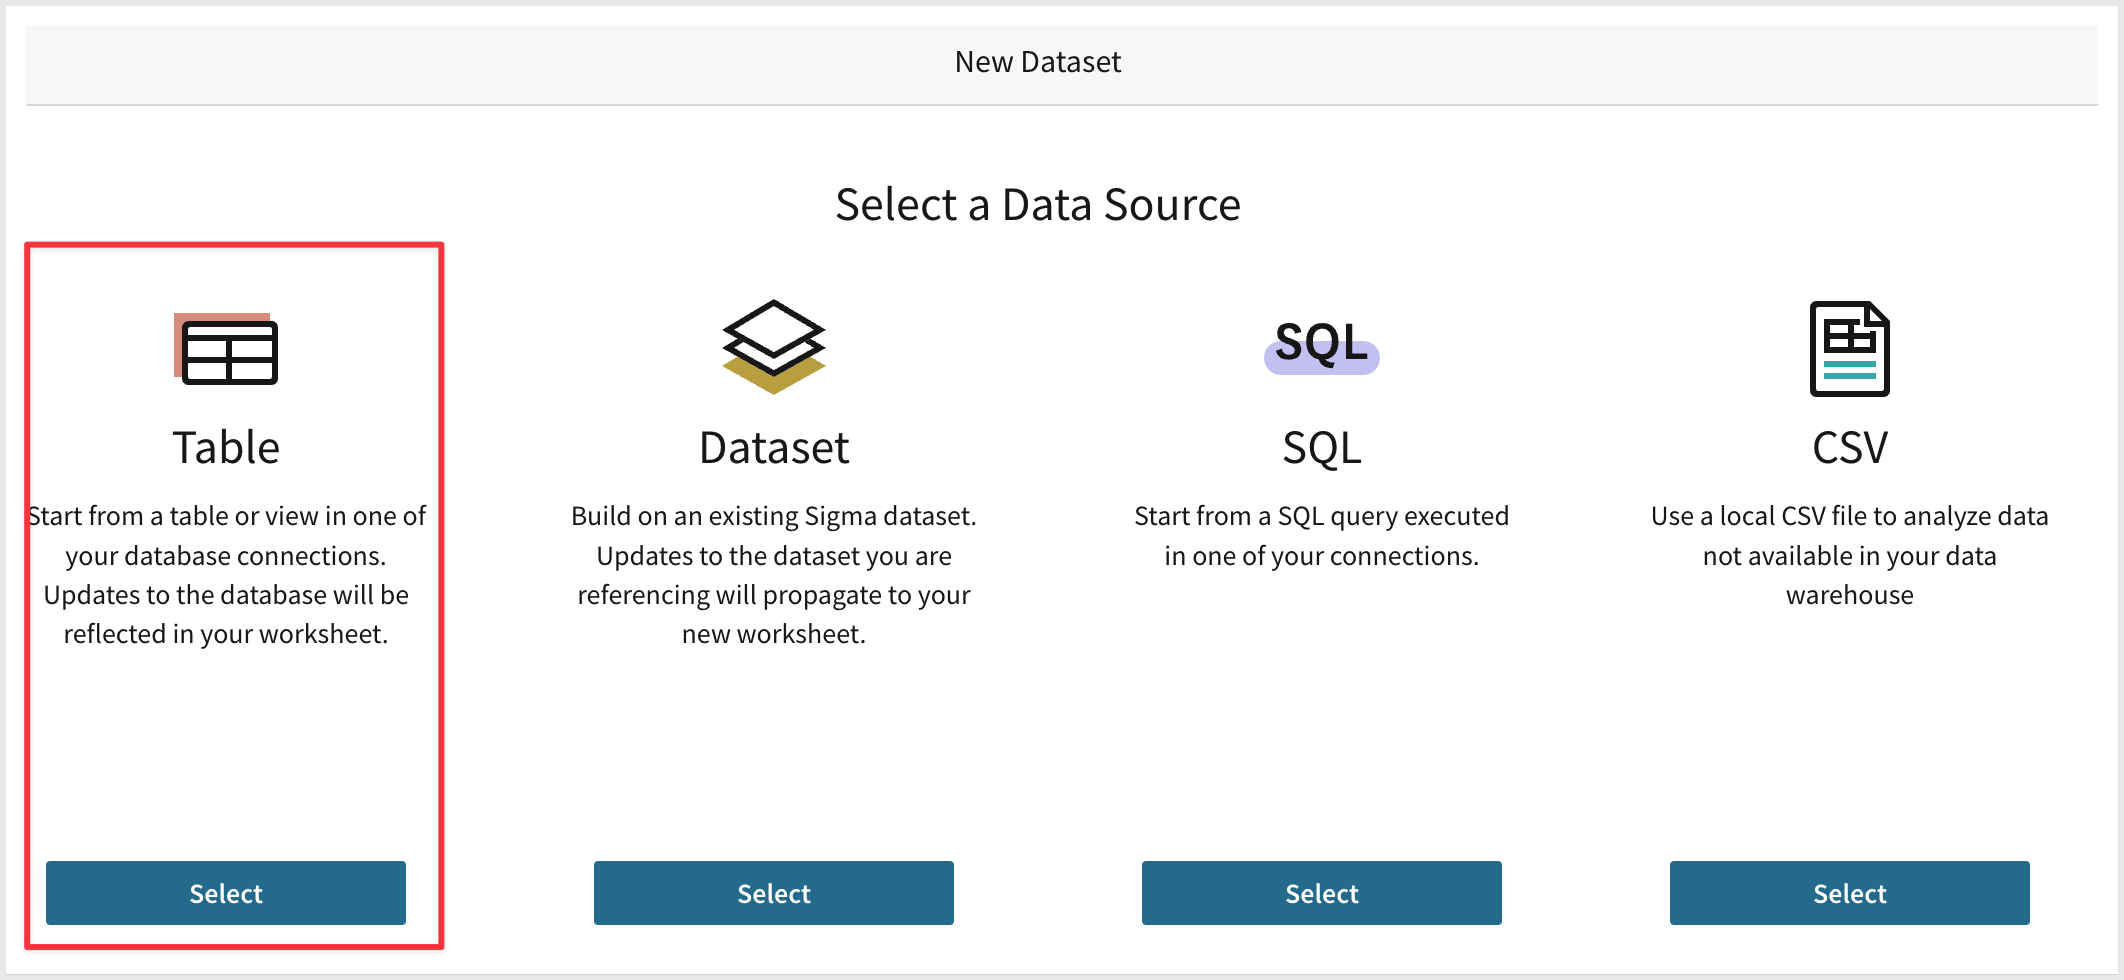 New Dataset
Select a Data Source
Table
Start from a table or view in one of
your database connections.
Updates to the database will be
reflected in your worksheet.
Select
Dataset
Build on an existing Sigma dataset.
Updates to the dataset you are
referencing will propagate to your
new worksheet.
Select
SQL
SQL
Start from a SQL query executed
in one of your connections.
Select
CSV
Use a local CSV file to analyze data
not available in your data
warehouse
Select